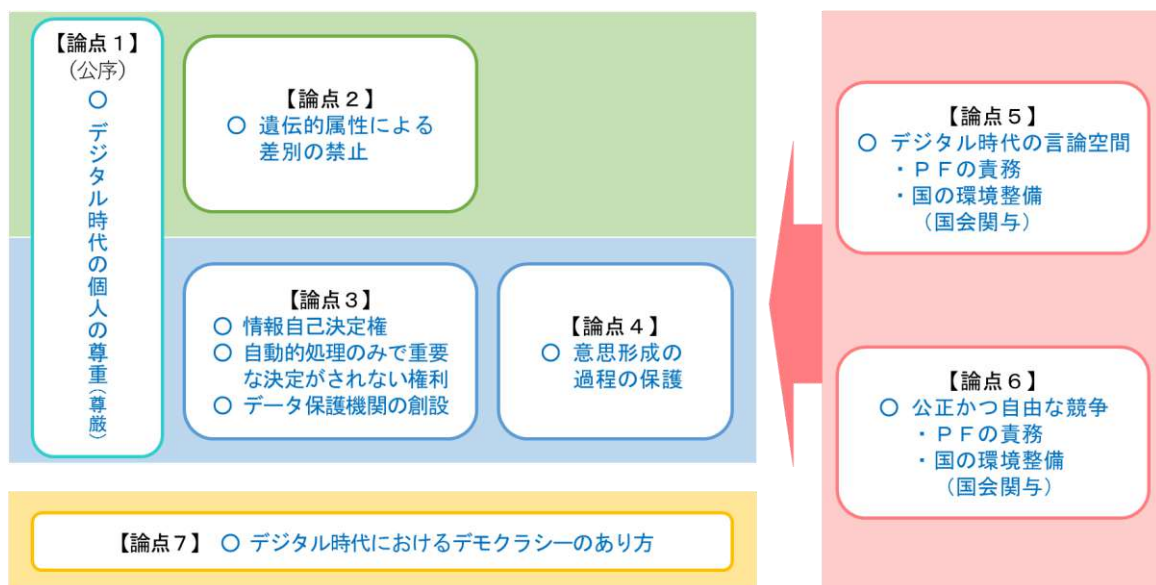 【論点１】
（公序）
○ デジタル時代の個人の尊重（尊厳）
【論点２】
○ 遺伝的属性による
差別の禁止
【論点３】
○ 情報自己決定権
○ 自動的処理のみで重要
な決定がされない権利
○ データ保護機関の創設
【論点４】
○ 意思形成の
過程の保護
【論点５】
○ デジタル時代の言論空間
・ＰＦの責務
・国の環境整備
（国会関与）
【論点６】
○ 公正かつ自由な競争
・ＰＦの責務
・国の環境整備
（国会関与）
【論点７】 ○ デジタル時代におけるデモクラシーのあり方